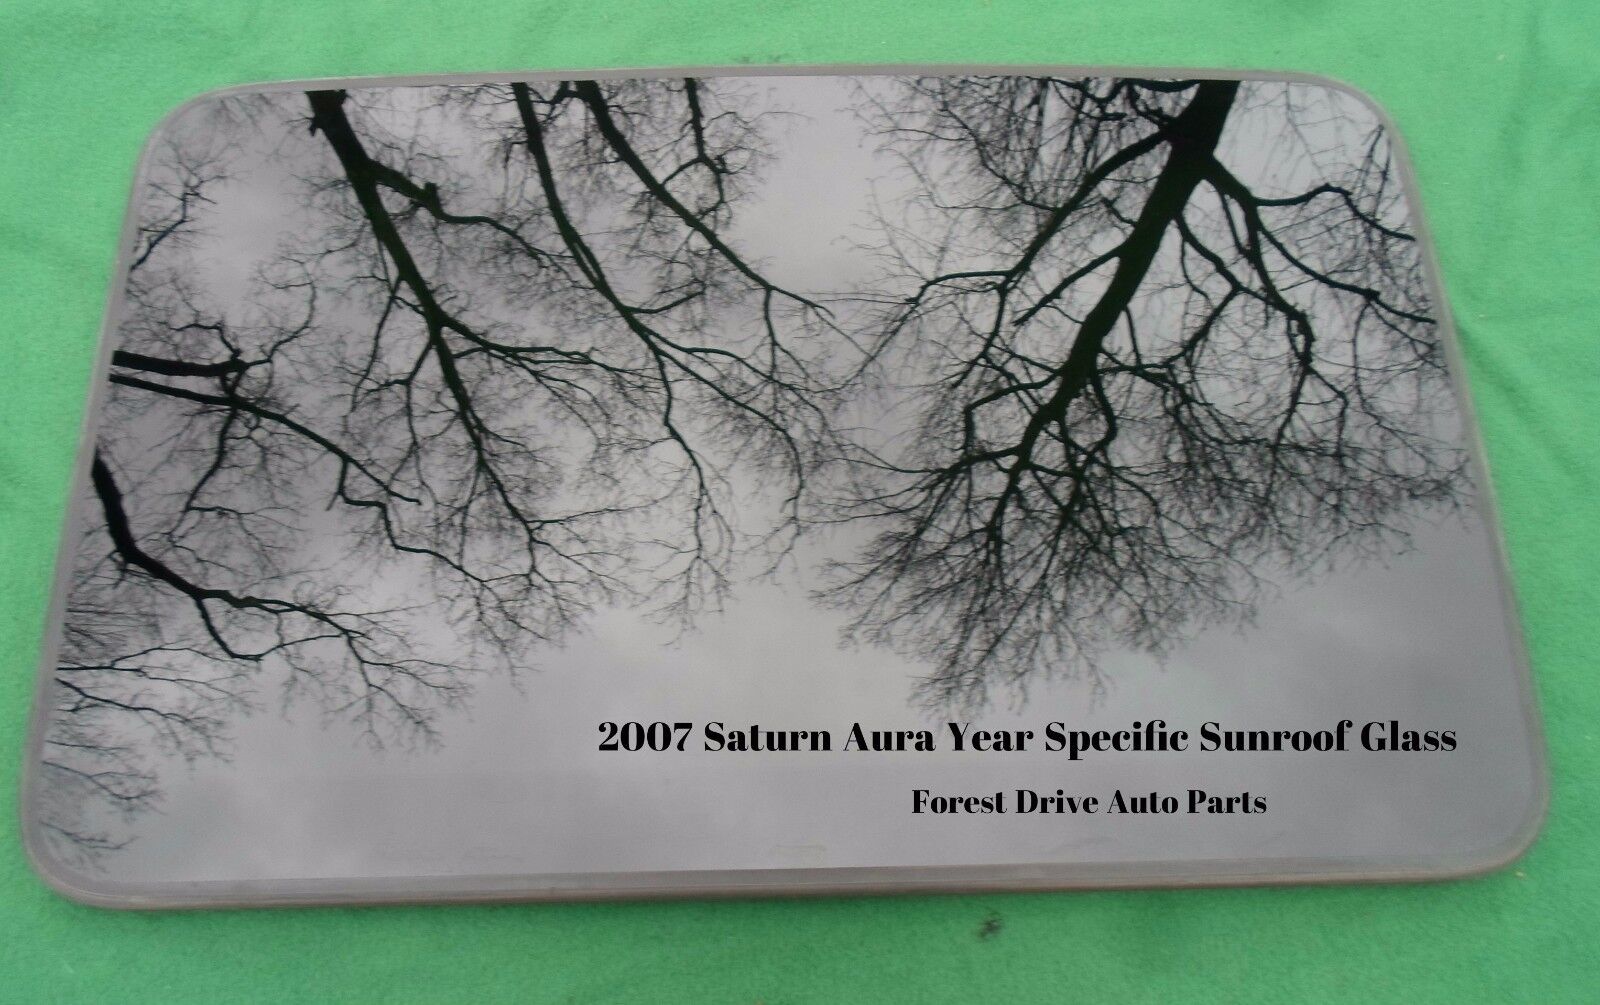 2007 Saturn Aura Year Specific Sunroof Glass
Forest Drive Auto Parts